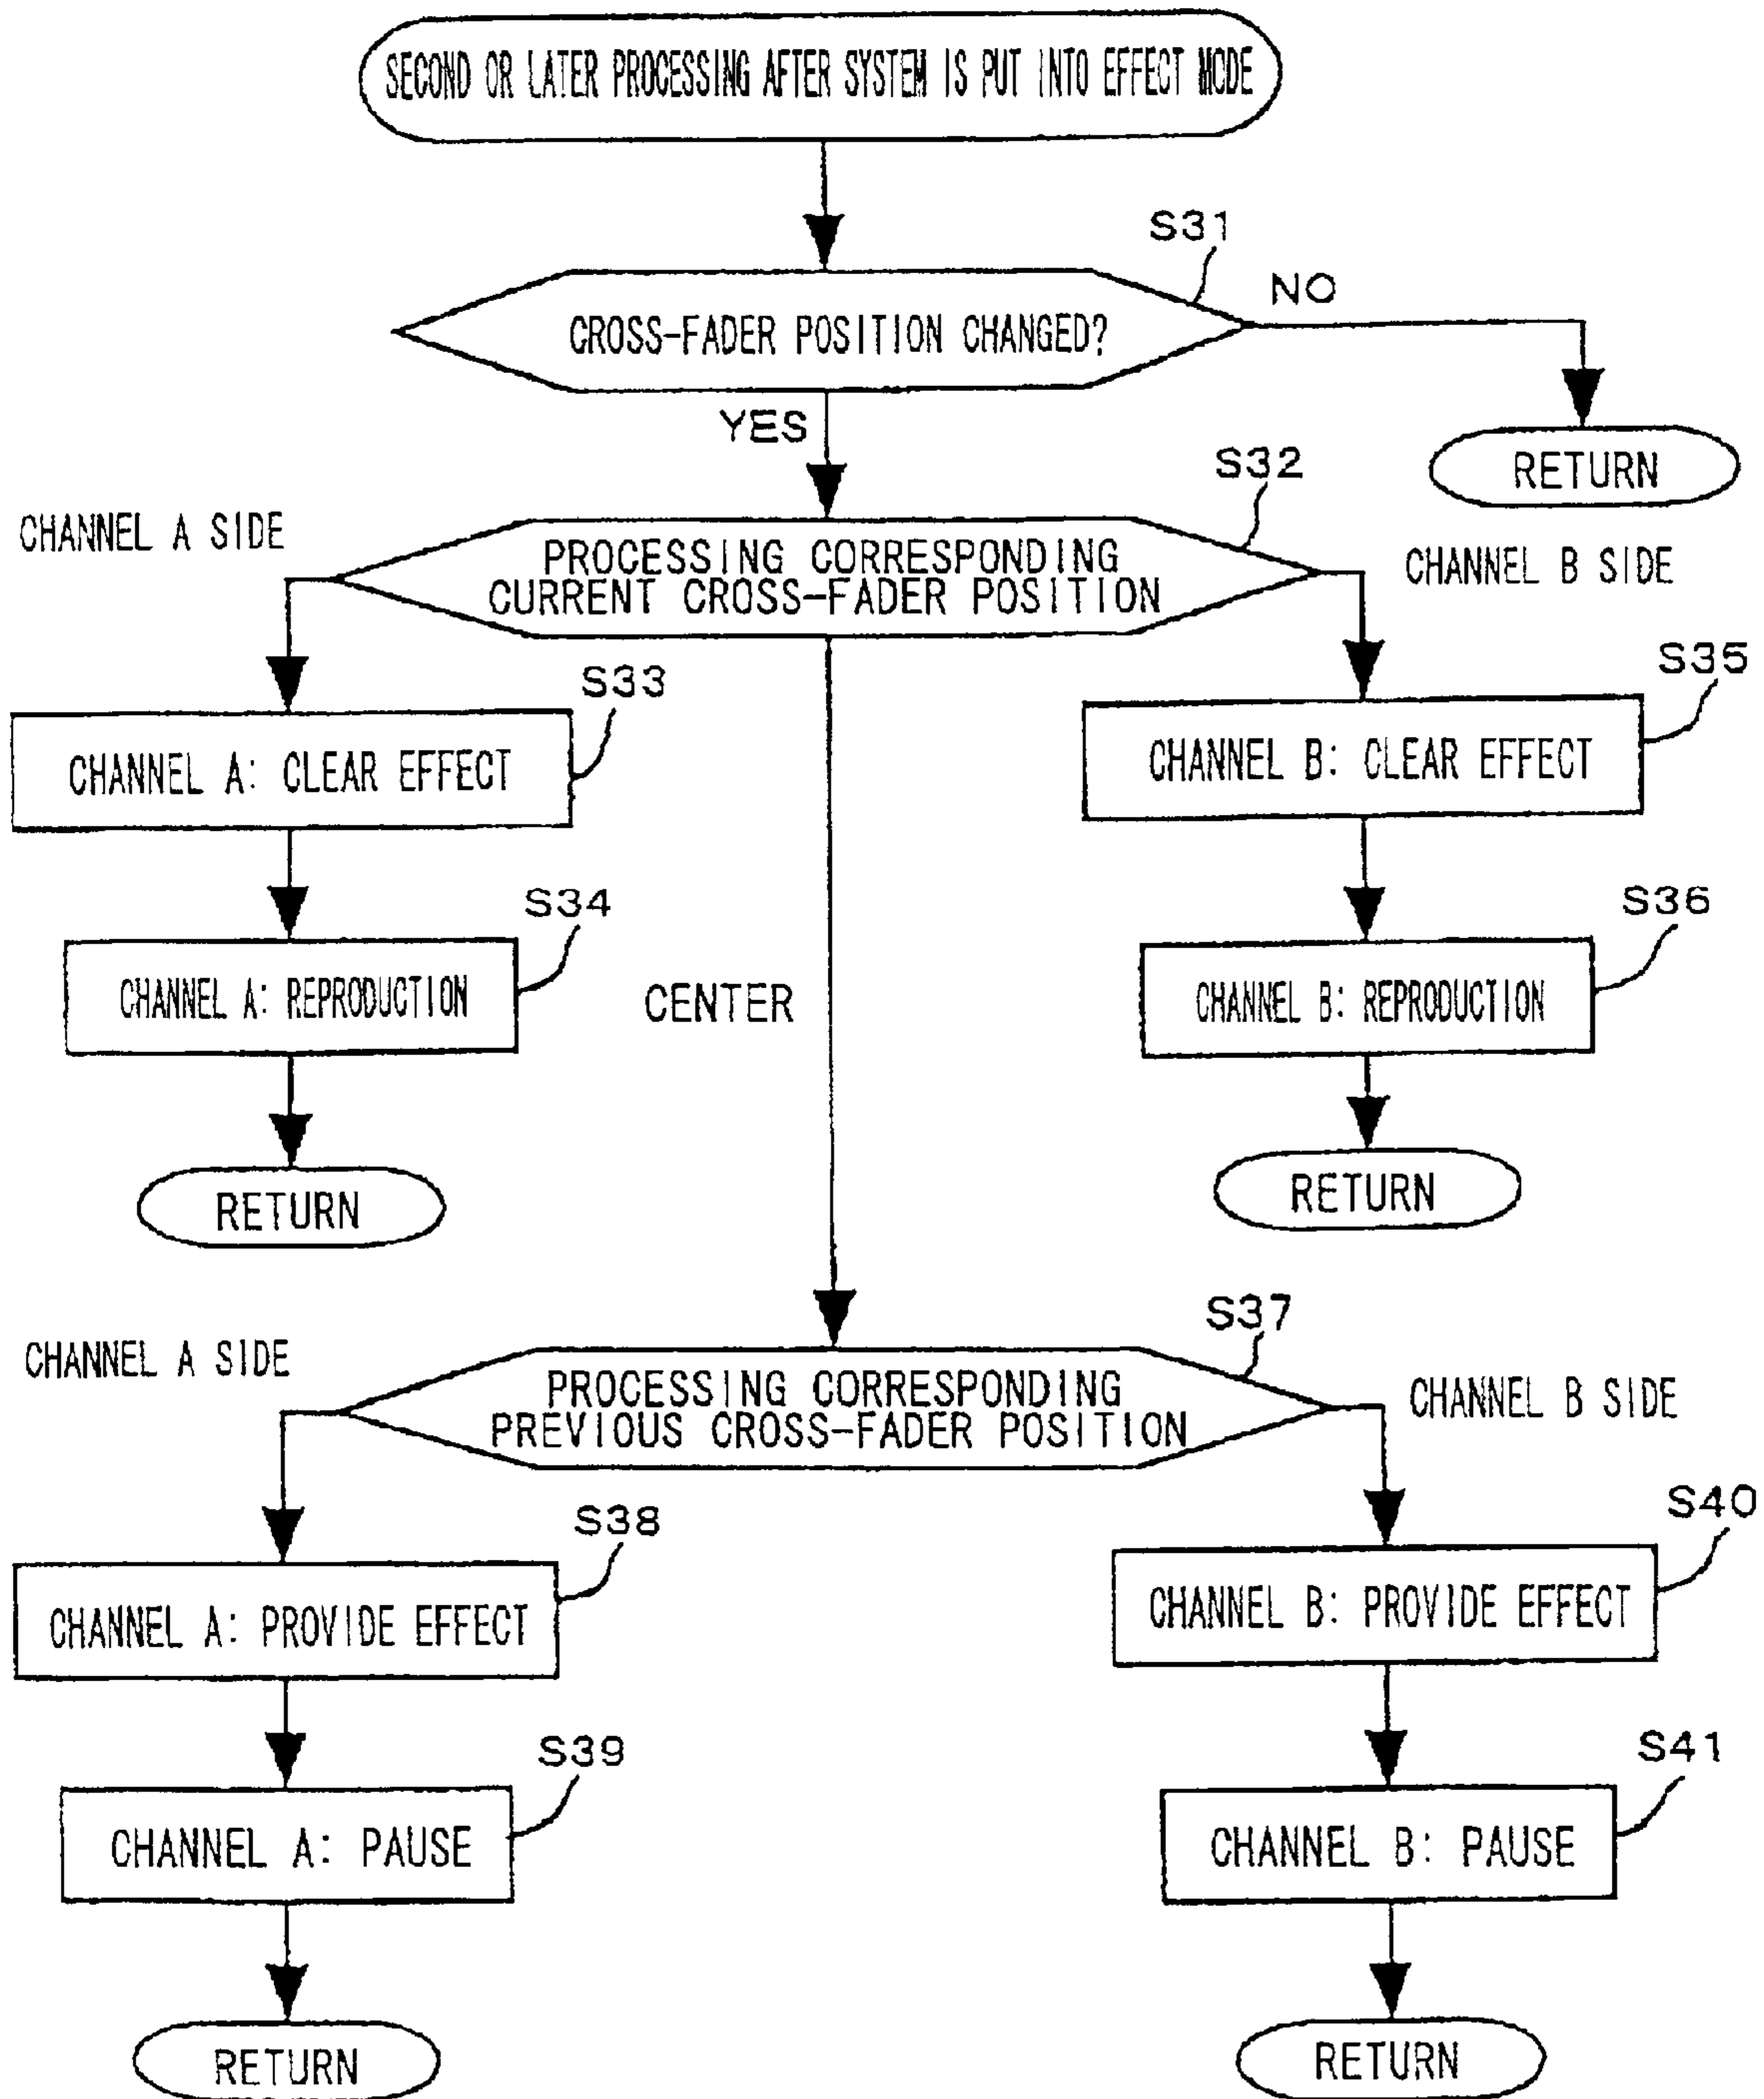 SECOND OR LATER PROCESSING AFTER SYSTEM IS PUT INTO EFFECT MODE
S31
CROSS-FADER POSITION CHANGED?
NO
YES
RETURN
S32
CHANNEL A SIDE
PROCESSING CORRESPONDING
CURRENT CROSS-FADER POSITION
CHANNEL B SIDE
S33
CHANNEL A: CLEAR EFFECT
S35
CHANNEL B: CLEAR EFFECT
S34
CHANNEL A: REPRODUCTION
S36
CHANNEL B: REPRODUCTION
CENTER
RETURN
RETURN
S37
CHANNEL A SIDE
PROCESSING CORRESPONDING
PREVIOUS CROSS-FADER POSITION
CHANNEL B SIDE
S38
CHANNEL A: PROVIDE EFFECT
S40
CHANNEL B: PROVIDE EFFECT
S39
CHANNEL A: PAUSE
S41
CHANNEL B: PAUSE
RETURN
RETURN